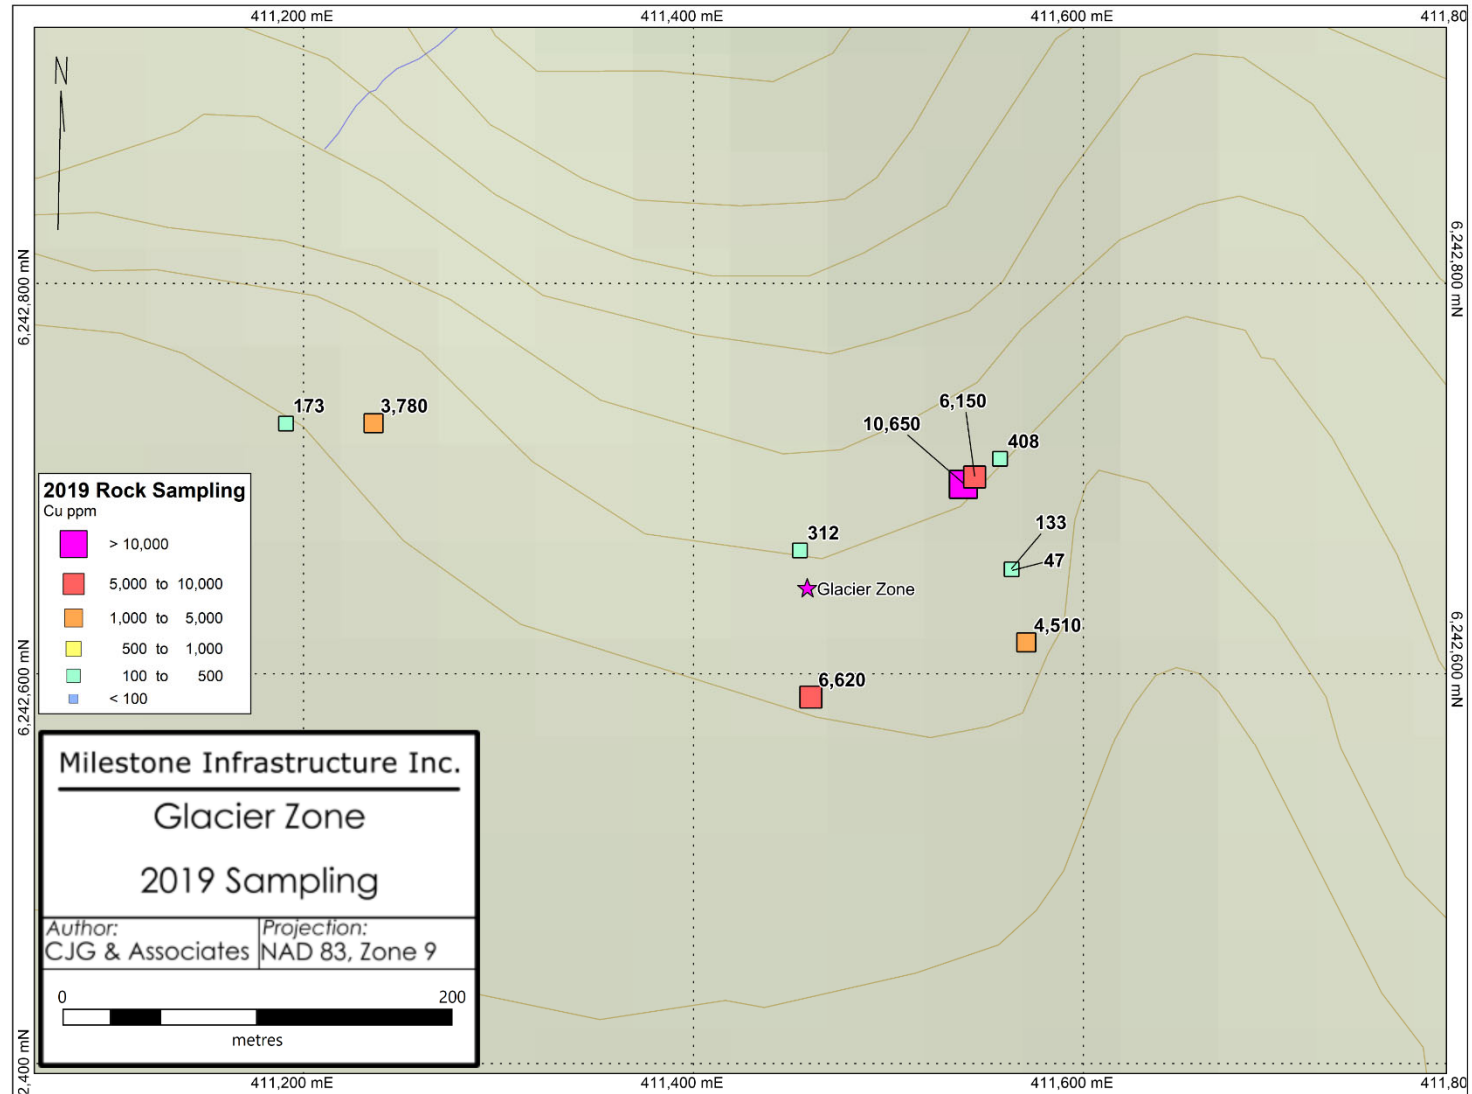 411,200 mE
411,400 mE
411,600 mE
411,80
N
6,242,800 mN
6,242,800 mN
173
3,780
6,150
10,650
408
312
133
47
Glacier Zone
4,510
6,620
6,242,600 mN
6,242,600 mN
2019 Rock Sampling
Cu ppm
> 10,000
5,000 to 10,000
1,000 to 5,000
500 to 1,000
100 to 500
< 100
Milestone Infrastructure Inc.
Glacier Zone
2019 Sampling
Author:
CJG & Associates
Projection:
NAD 83, Zone 9
0
200
metres
2,400 mN
411,200 mE
411,400 mE
411,600 mE
411,80